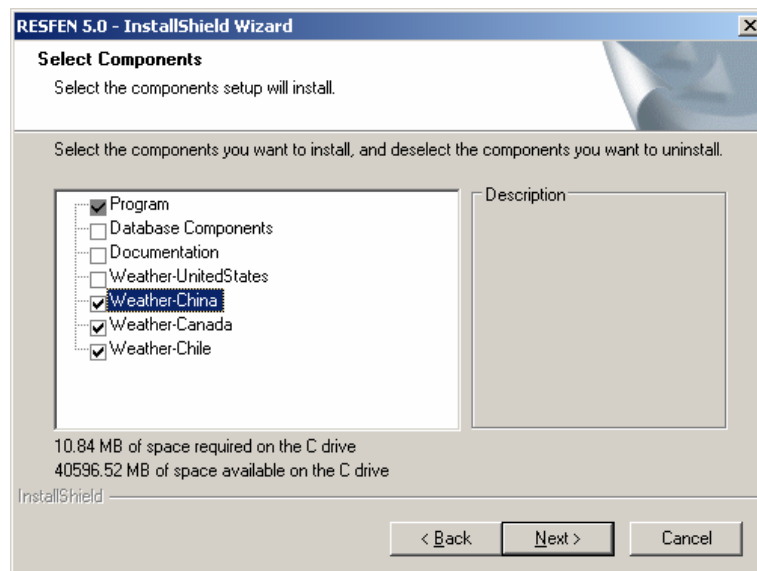 RESFEN 5.0 - InstallShield Wizard
Select Components
Select the components setup will install.
Select the components you want to install, and deselect the components you want to uninstall.
Program
Database Components
Documentation
Weather-UnitedStates
Weather-China
Weather-Canada
Weather-Chile
Description
10.84 MB of space required on the C drive
40596.52 MB of space available on the C drive
InstallShield
< Back
Next >
Cancel